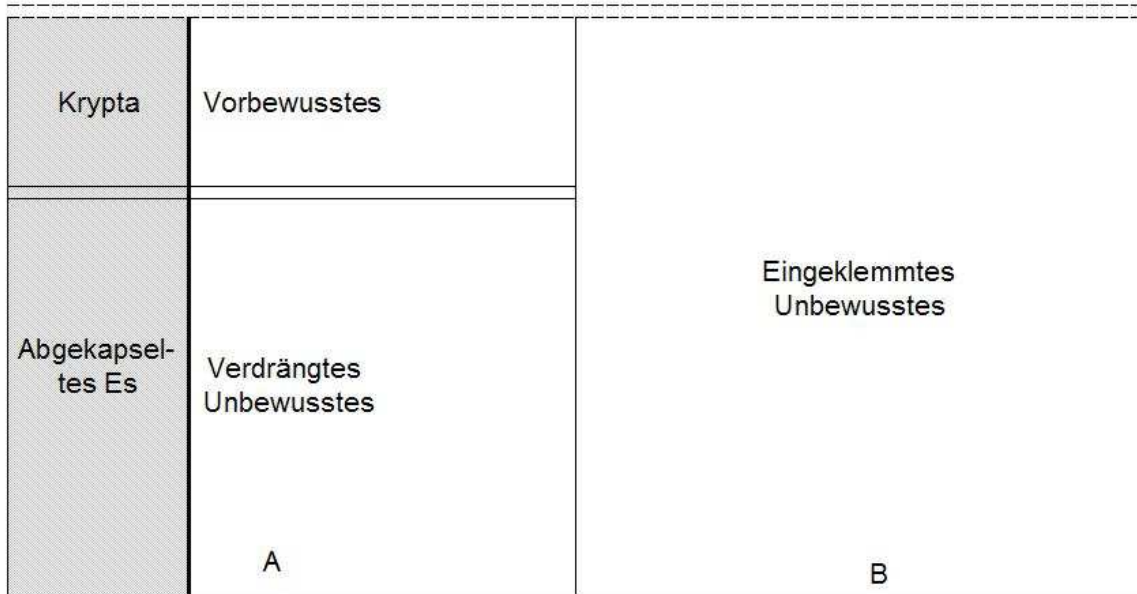 Krypta
Vorbewusstes
Eingeklemmtes
Unbewusstes
Abgekapsel-
tes Es
Verdrängtes
Unbewusstes
A
B